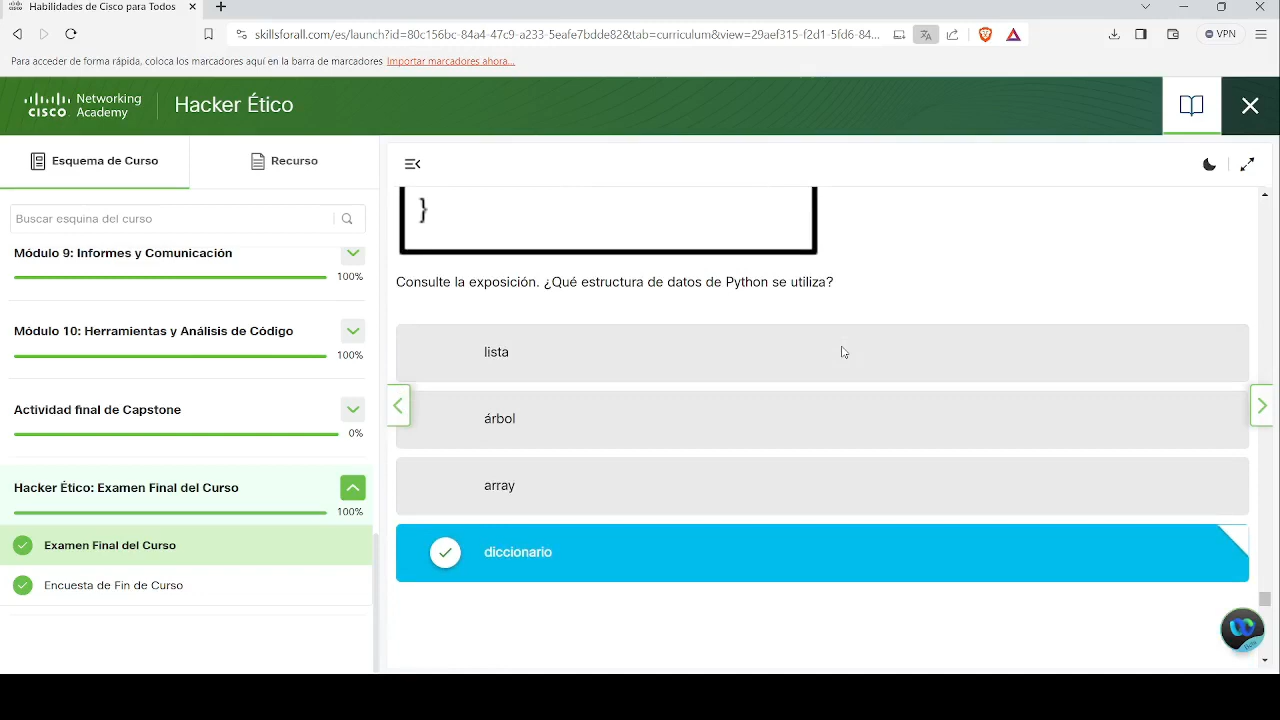 Habilidades de Cisco para Todos
skillsforall.com/es/launch?id=80c156bc-84a4-47c9-a233-5eafe7bdde82&tab=curriculum&view=29aef315-f2d1-5fd6-84...
VPN
Para acceder de forma rápida, coloca los marcadores aquí en la barra de marcadores Importar marcadores ahora...
cisco Networking Academy
Hacker Ético
Esquema de Curso
Recurso
Buscar esquina del curso
Módulo 9: Informes y Comunicación
100%
Módulo 10: Herramientas y Análisis de Código
100%
Actividad final de Capstone
0%
Hacker Ético: Examen Final del Curso
100%
Examen Final del Curso
Encuesta de Fin de Curso
}
Consulte la exposición. ¿Qué estructura de datos de Python se utiliza?
lista
árbol
array
diccionario